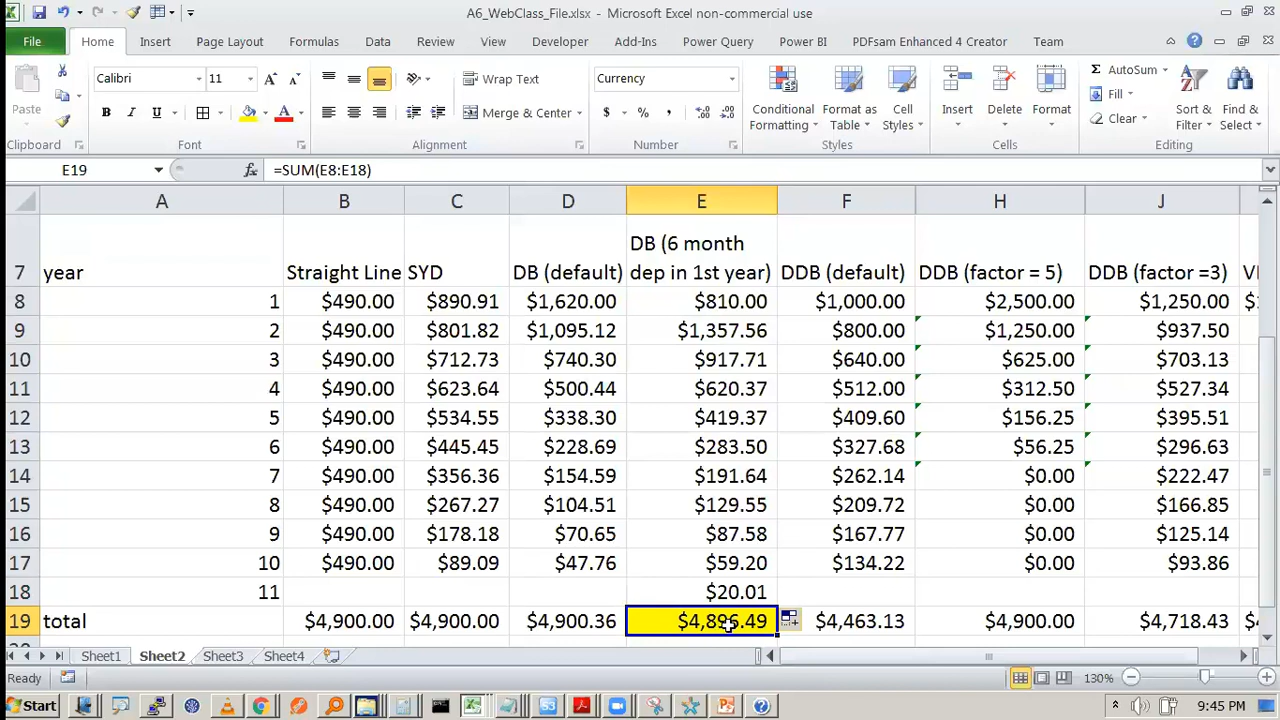 A6_WebClass_File.xlsx - Microsoft Excel non-commercial use
File Home Insert Page Layout Formulas Data Review View Developer Add-Ins Power Query Power BI PDFsam Enhanced 4 Creator Team
Paste Calibri 11 Wrap Text Currency Conditional Formatting Format as Table Cell Styles Insert Delete Format AutoSum Sort & Filter Find & Select
B I U A Merge & Center $ % , Fill
Clear
Clipboard Font Alignment Number Styles Cells Editing
E19 fx =SUM(E8:E18)
A B C D E F H J
7 year Straight Line SYD DB (default) DB (6 month dep in 1st year) DDB (default) DDB (factor = 5) DDB (factor =3)
8 1 $490.00 $890.91 $1,620.00 $810.00 $1,000.00 $2,500.00 $1,250.00
9 2 $490.00 $801.82 $1,095.12 $1,357.56 $800.00 $1,250.00 $937.50
10 3 $490.00 $712.73 $740.30 $917.71 $640.00 $625.00 $703.13
11 4 $490.00 $623.64 $500.44 $620.37 $512.00 $312.50 $527.34
12 5 $490.00 $534.55 $338.30 $419.37 $409.60 $156.25 $395.51
13 6 $490.00 $445.45 $228.69 $283.50 $327.68 $56.25 $296.63
14 7 $490.00 $356.36 $154.59 $191.64 $262.14 $0.00 $222.47
15 8 $490.00 $267.27 $104.51 $129.55 $209.72 $0.00 $166.85
16 9 $490.00 $178.18 $70.65 $87.58 $167.77 $0.00 $125.14
17 10 $490.00 $89.09 $47.76 $59.20 $134.22 $0.00 $93.86
18 11 $20.01
19 total $4,900.00 $4,900.00 $4,900.36 $4,896.49 $4,463.13 $4,900.00 $4,718.43
Sheet1 Sheet2 Sheet3 Sheet4
Ready 130%
Start 9:45 PM